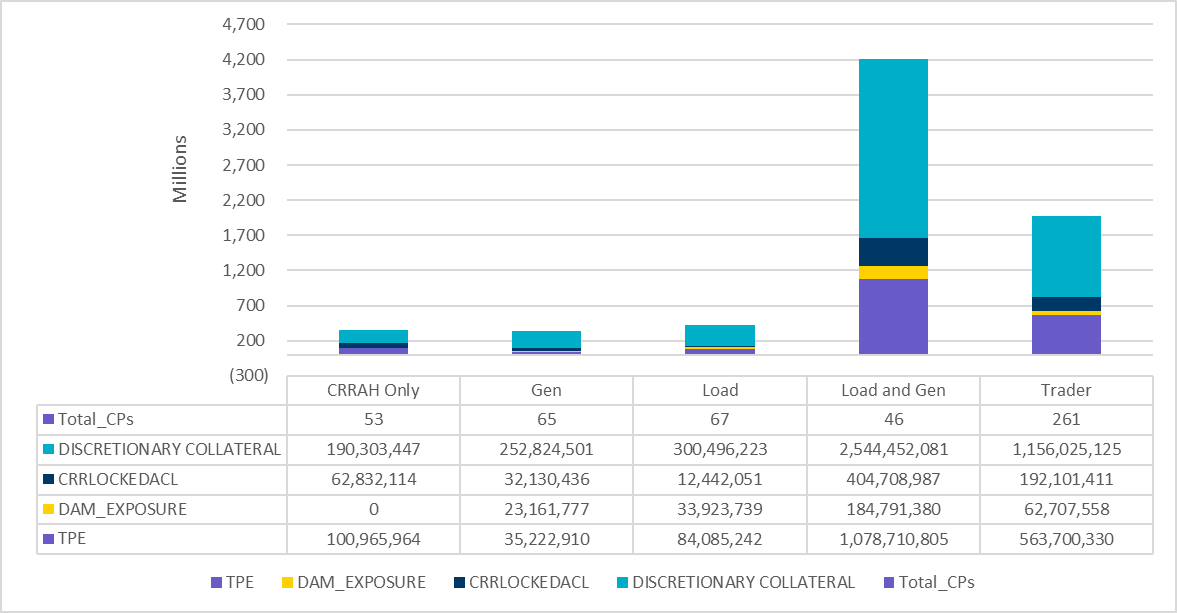 4,700
4,200
3,700
3,200
2,700
2,200
1,700
1,200
700
200
(300)
Millions
CRRAH Only Gen Load Load and Gen Trader
Total_CPs 53 65 67 46 261
DISCRETIONARY COLLATERAL 190,303,447 252,824,501 300,496,223 2,544,452,081 1,156,025,125
CRRLOCKEDACL 62,832,114 32,130,436 12,442,051 404,708,987 192,101,411
DAM_EXPOSURE 0 23,161,777 33,923,739 184,791,380 62,707,558
TPE 100,965,964 35,222,910 84,085,242 1,078,710,805 563,700,330
TPE DAM_EXPOSURE CRRLOCKEDACL DISCRETIONARY COLLATERAL Total_CPs